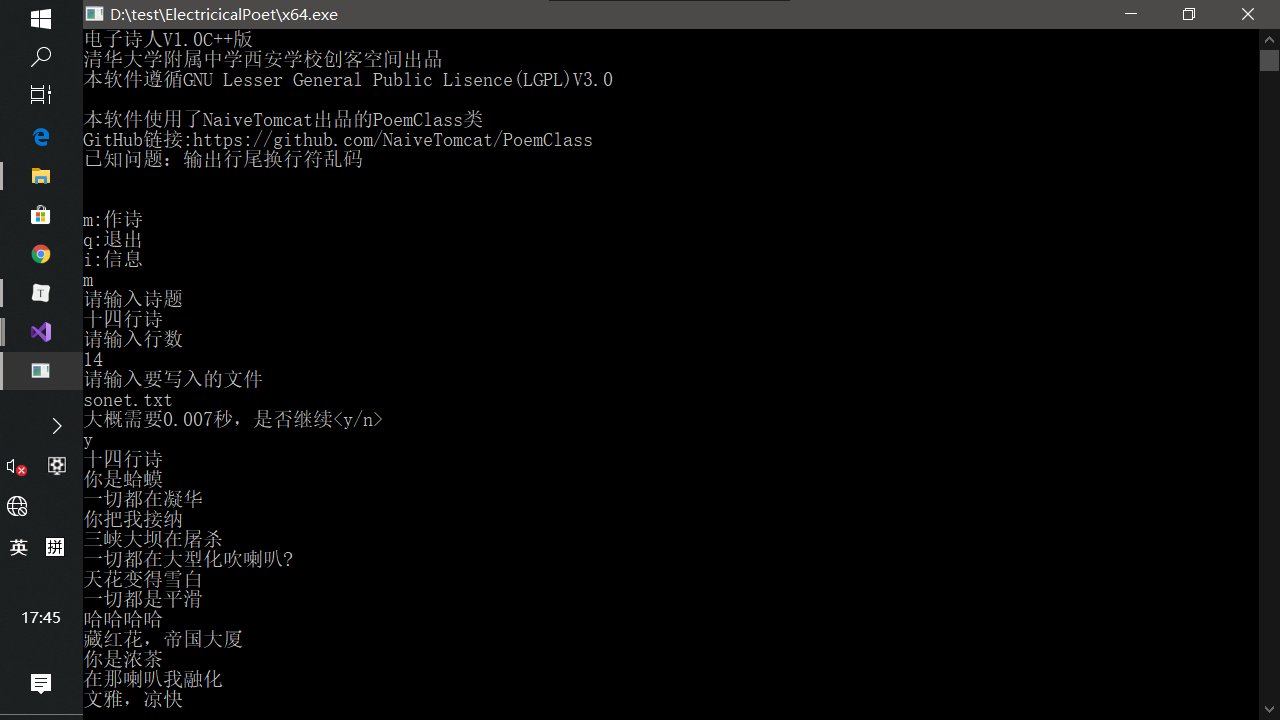 D:\test\ElectricicalPoet\x64.exe
电子诗人V1.0C++版
清华大学附属中学西安学校创客空间出品
本软件遵循GNU Lesser General Public Lisence(LGPL)V3.0
本软件使用了NaiveTomcat出品的PoemClass类
GitHub链接:https://github.com/NaiveTomcat/PoemClass
已知问题：输出行尾换行符乱码
m:作诗
q:退出
i:信息
m
请输入诗题
十四行诗
请输入行数
14
请输入要写入的文件
sonet.txt
大概需要0.007秒，是否继续<y/n>
y
十四行诗
你是蛤蟆
一切都在凝华
你把我接纳
三峡大坝在屠杀
一切都在大型化吹喇叭?
天花变得雪白
一切都是平滑
哈哈哈哈
藏红花，帝国大厦
你是浓茶
在那喇叭我融化
文雅，凉快
T
英 拼
17:45